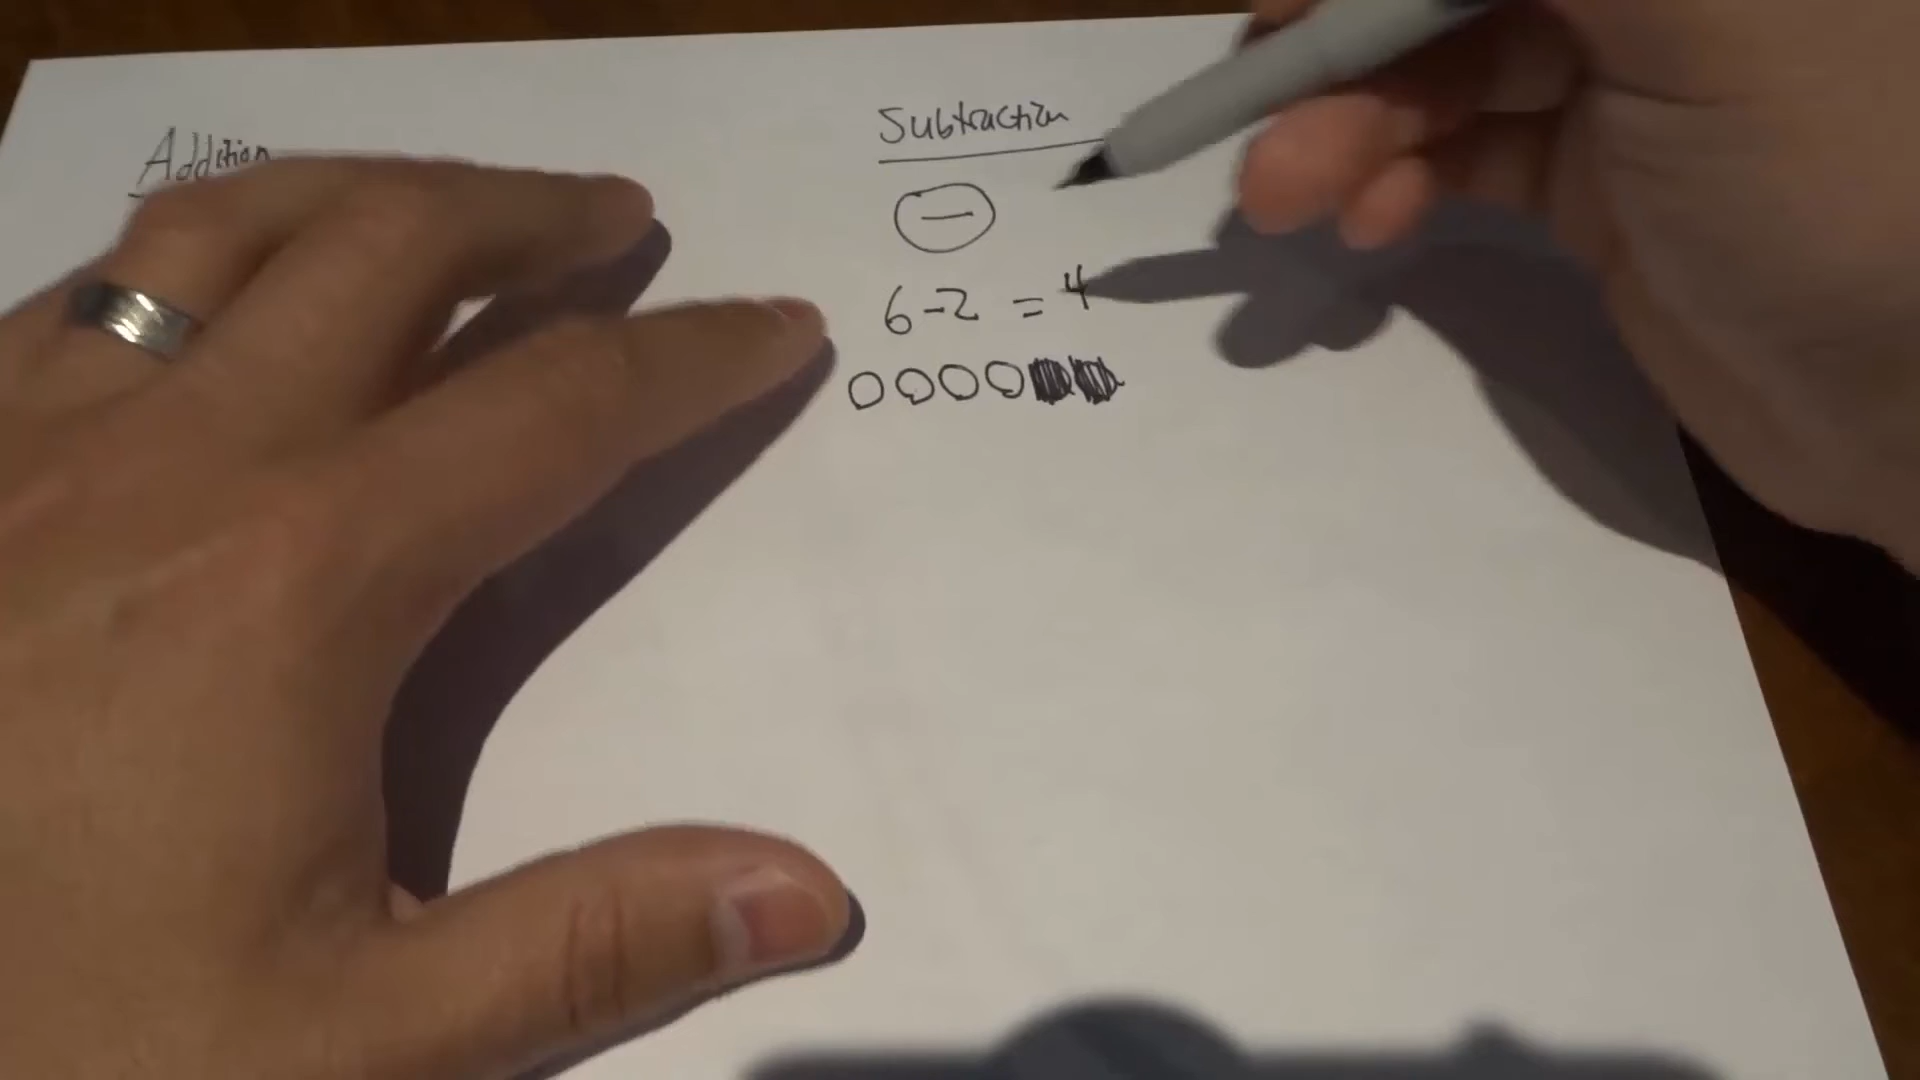 Addition
Subtraction
-
6-2 = 4